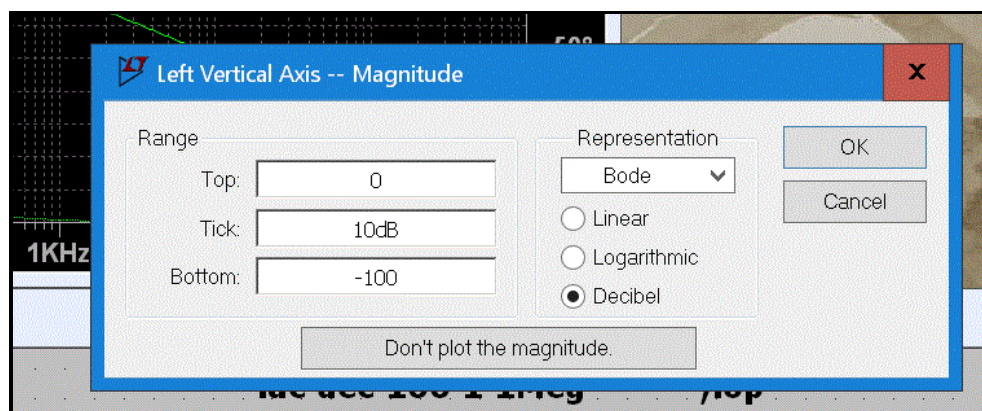 Left Vertical Axis -- Magnitude
X
Range
Top: 0
Tick: 10dB
Bottom: -100
Representation
Bode
Linear
Logarithmic
Decibel
OK
Cancel
Don't plot the magnitude.
1KHz